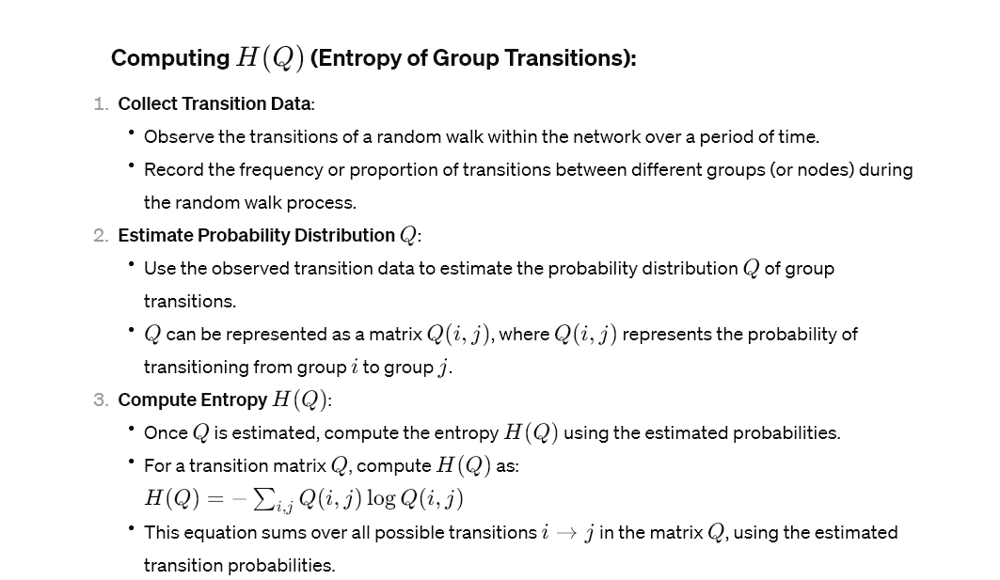 Computing H(Q) (Entropy of Group Transitions):
1. Collect Transition Data:
• Observe the transitions of a random walk within the network over a period of time.
• Record the frequency or proportion of transitions between different groups (or nodes) during
the random walk process.
2. Estimate Probability Distribution Q:
• Use the observed transition data to estimate the probability distribution Q of group
transitions.
• Q can be represented as a matrix Q(i, j), where Q(i, j) represents the probability of
transitioning from group i to group j.
3. Compute Entropy H(Q):
• Once Q is estimated, compute the entropy H(Q) using the estimated probabilities.
• For a transition matrix Q, compute H(Q) as:
H(Q) = − ∑i,j Q(i, j) log Q(i, j)
• This equation sums over all possible transitions i → j in the matrix Q, using the estimated
transition probabilities.